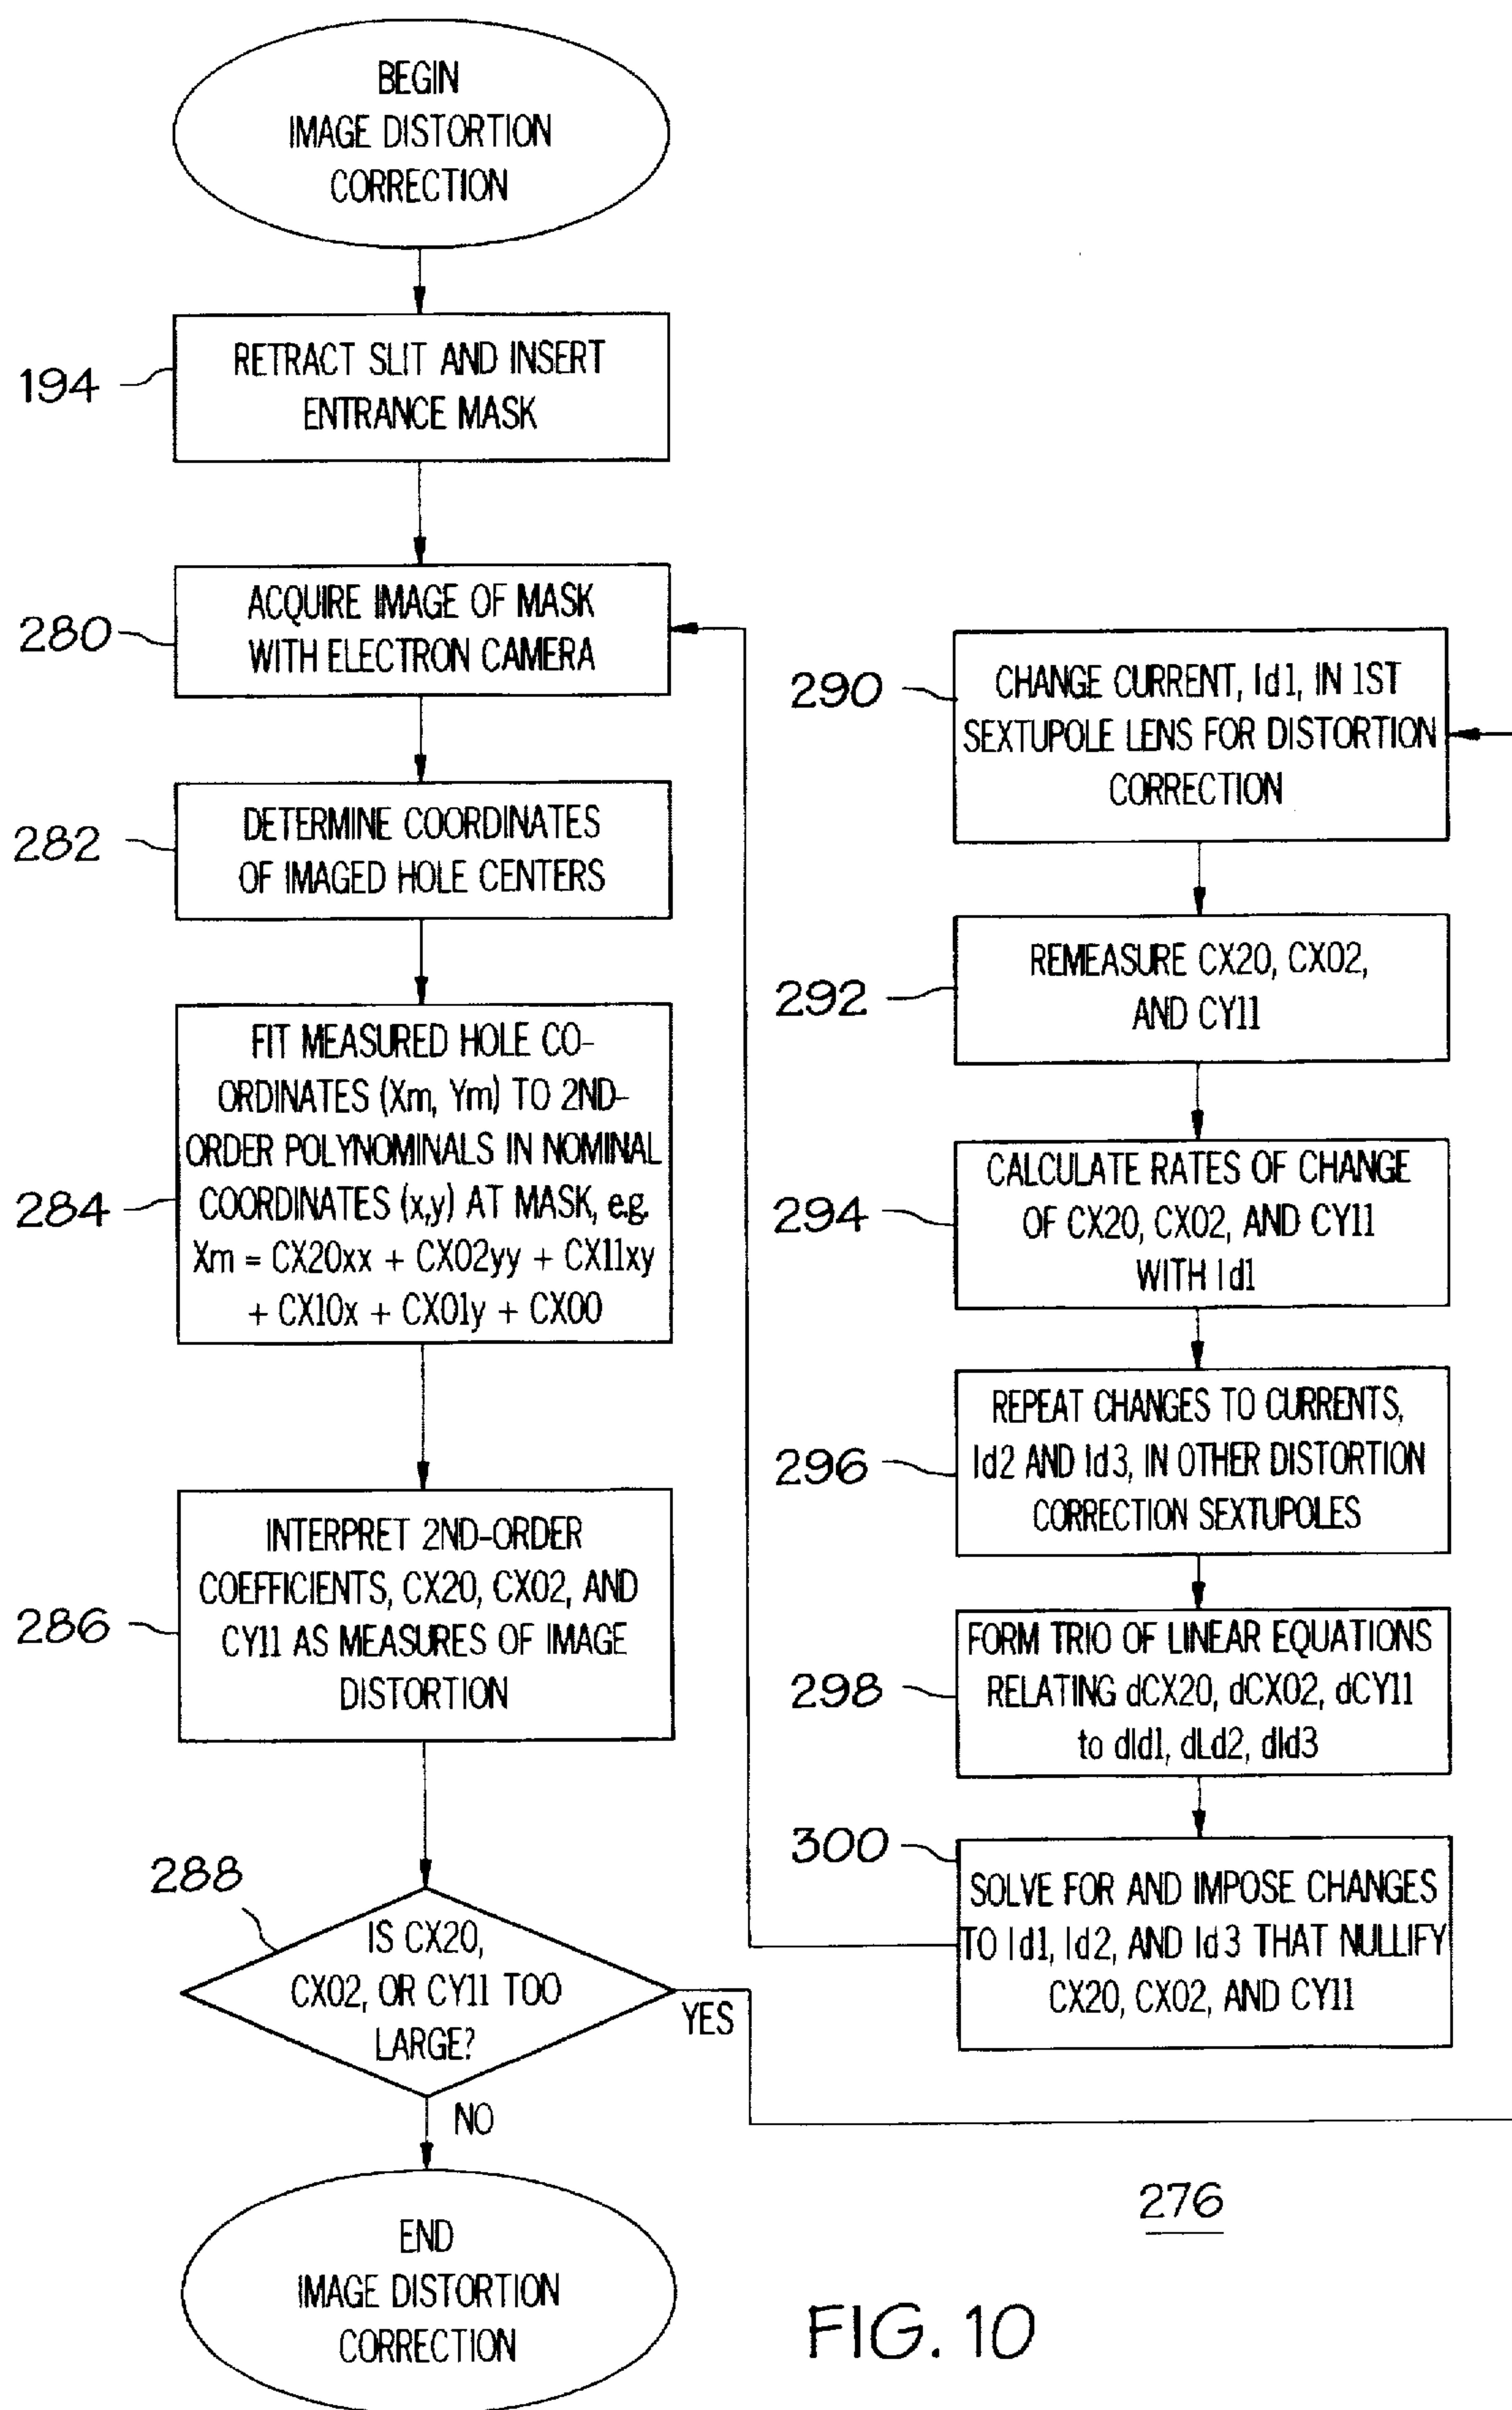 BEGIN
IMAGE DISTORTION
CORRECTION
194
RETRACT SLIT AND INSERT
ENTRANCE MASK
280
ACQUIRE IMAGE OF MASK
WITH ELECTRON CAMERA
282
DETERMINE COORDINATES
OF IMAGED HOLE CENTERS
284
FIT MEASURED HOLE CO-
ORDINATES (Xm, Ym) TO 2ND-
ORDER POLYNOMINALS IN NOMINAL
COORDINATES (x,y) AT MASK, e.g.
Xm = CX20xx + CX02yy + CX11xy
+ CX10x + CX01y + CX00
286
INTERPRET 2ND-ORDER
COEFFICIENTS, CX20, CX02, AND
CY11 AS MEASURES OF IMAGE
DISTORTION
288
IS CX20,
CX02, OR CY11 TOO
LARGE?
YES
NO
END
IMAGE DISTORTION
CORRECTION
290
CHANGE CURRENT, Id1, IN 1ST
SEXTUPOLE LENS FOR DISTORTION
CORRECTION
292
REMEASURE CX20, CX02,
AND CY11
294
CALCULATE RATES OF CHANGE
OF CX20, CX02, AND CY11
WITH Id1
296
REPEAT CHANGES TO CURRENTS,
Id2 AND Id3, IN OTHER DISTORTION
CORRECTION SEXTUPOLES
298
FORM TRIO OF LINEAR EQUATIONS
RELATING dCX20, dCX02, dCY11
to dId1, dLd2, dId3
300
SOLVE FOR AND IMPOSE CHANGES
TO Id1, Id2, AND Id3 THAT NULLIFY
CX20, CX02, AND CY11
276
FIG. 10